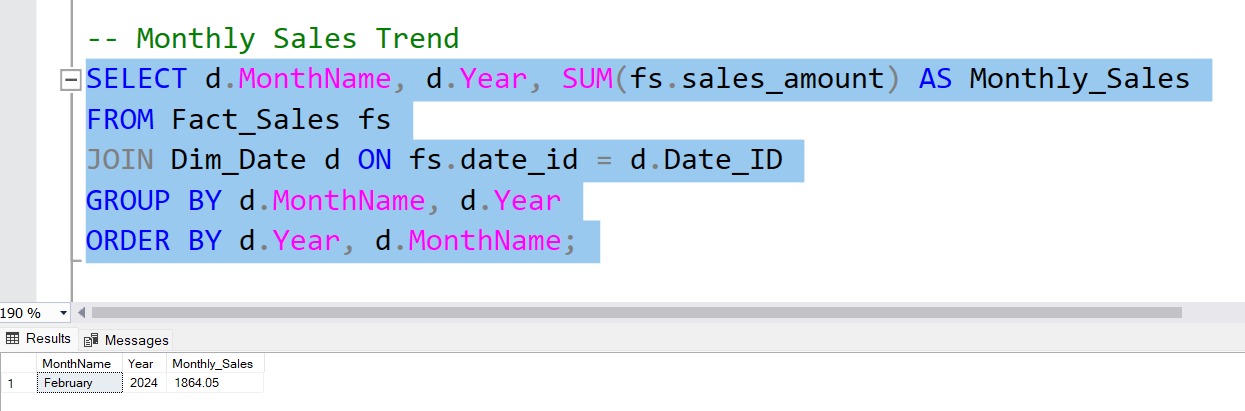 -- Monthly Sales Trend
SELECT d.MonthName, d.Year, SUM(fs.sales_amount) AS Monthly_Sales
FROM Fact_Sales fs
JOIN Dim_Date d ON fs.date_id = d.Date_ID
GROUP BY d.MonthName, d.Year
ORDER BY d.Year, d.MonthName;
190 %
Results Messages
MonthName Year Monthly_Sales
1 February 2024 1864.05